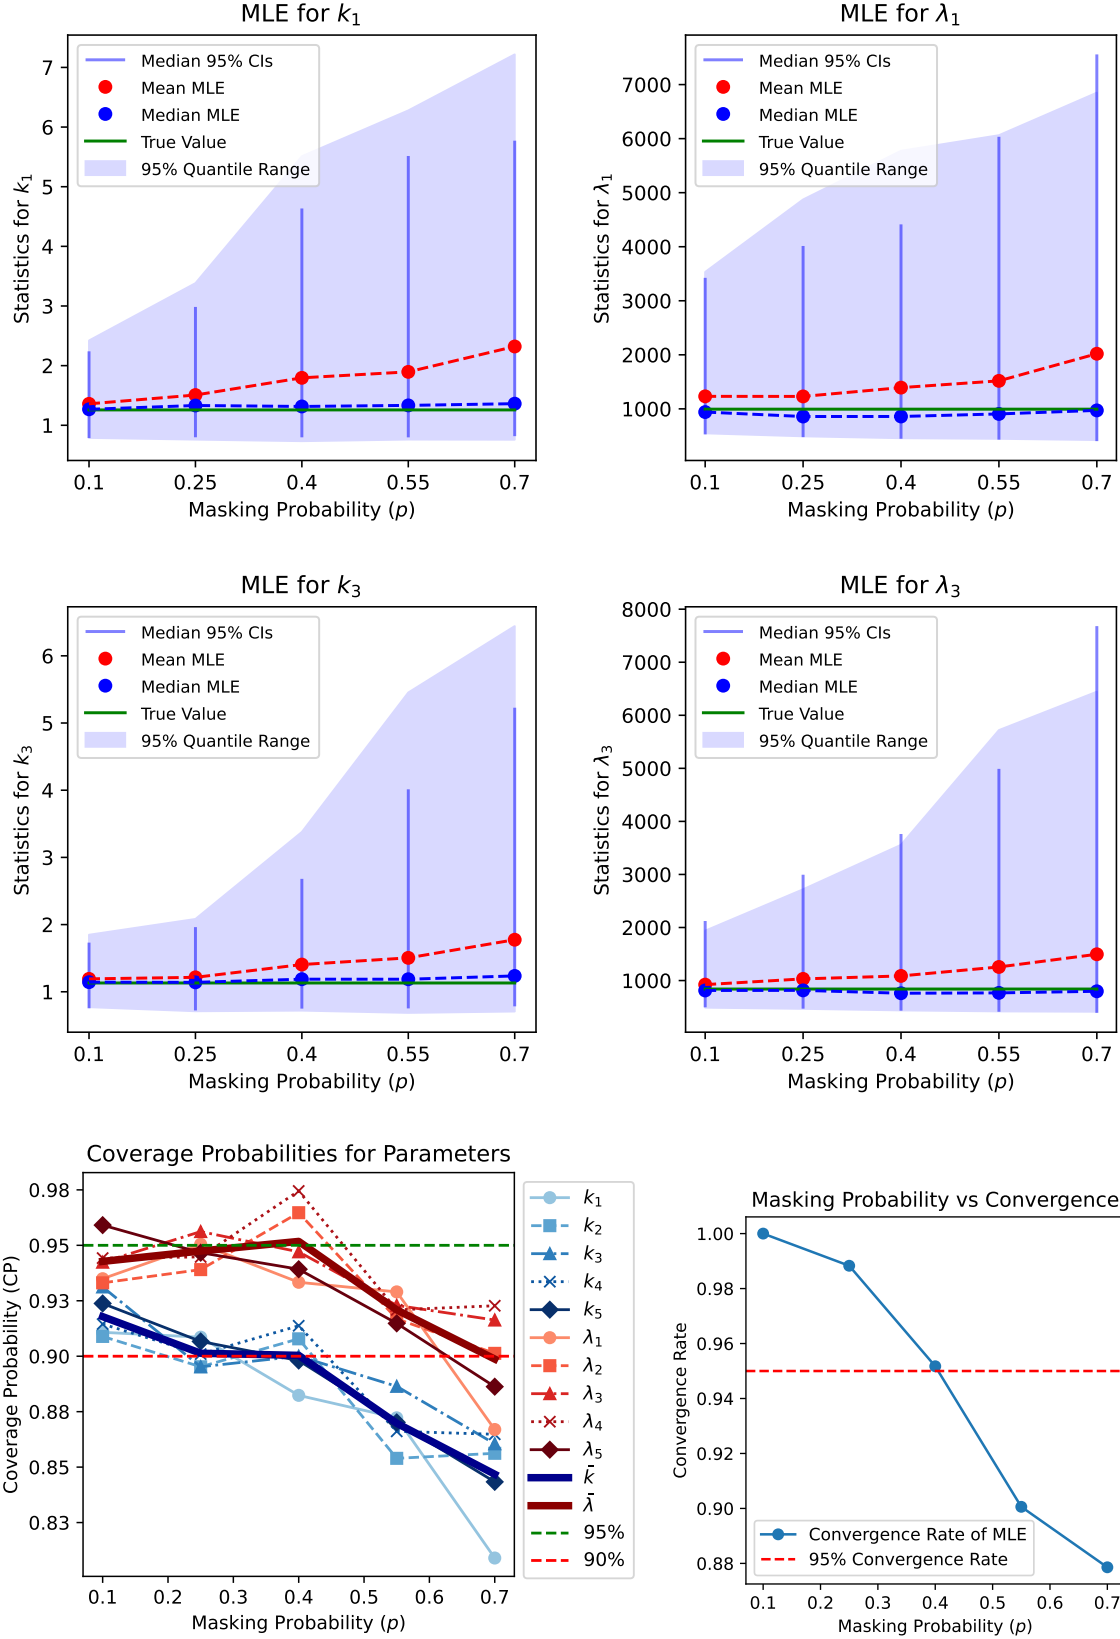 MLE for k₁
7
6
5
4
3
2
1
Statistics for k₁
Median 95% CIs
Mean MLE
Median MLE
True Value
95% Quantile Range
0.1 0.25 0.4 0.55 0.7
Masking Probability (p)
MLE for λ₁
7000
6000
5000
4000
3000
2000
1000
Statistics for λ₁
Median 95% CIs
Mean MLE
Median MLE
True Value
95% Quantile Range
0.1 0.25 0.4 0.55 0.7
Masking Probability (p)
MLE for k₃
6
5
4
3
2
1
Statistics for k₃
Median 95% CIs
Mean MLE
Median MLE
True Value
95% Quantile Range
0.1 0.25 0.4 0.55 0.7
Masking Probability (p)
MLE for λ₃
8000
7000
6000
5000
4000
3000
2000
1000
Statistics for λ₃
Median 95% CIs
Mean MLE
Median MLE
True Value
95% Quantile Range
0.1 0.25 0.4 0.55 0.7
Masking Probability (p)
Coverage Probabilities for Parameters
0.98
0.95
0.93
0.90
0.88
0.85
0.83
Coverage Probability (CP)
0.1 0.2 0.3 0.4 0.5 0.6 0.7
Masking Probability (p)
k₁
k₂
k₃
k₄
k₅
λ₁
λ₂
λ₃
λ₄
λ₅
k̄
λ̄
95%
90%
Masking Probability vs Convergence
1.00
0.98
0.96
0.94
0.92
0.90
0.88
Convergence Rate
Convergence Rate of MLE
95% Convergence Rate
0.1 0.2 0.3 0.4 0.5 0.6 0.7
Masking Probability (p)